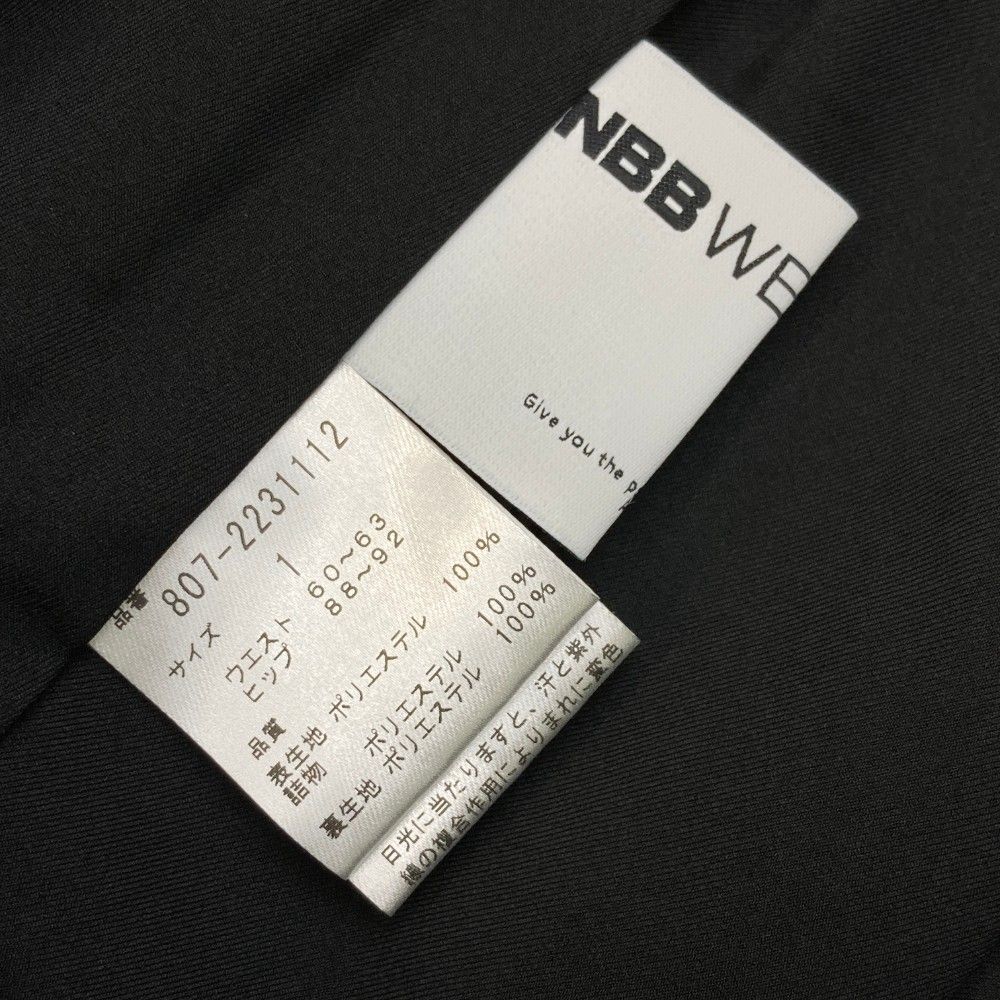 NBB WE
Give you the P
品番 807-2231112
サイズ 1
ウエスト 60～63
ヒップ 88～92
品質
表生地 ポリエステル 100%
詰物 ポリエステル 100%
裏生地 ポリエステル 100%
日光に当たりますと、汗と紫外
線の複合作用によりまれに変色